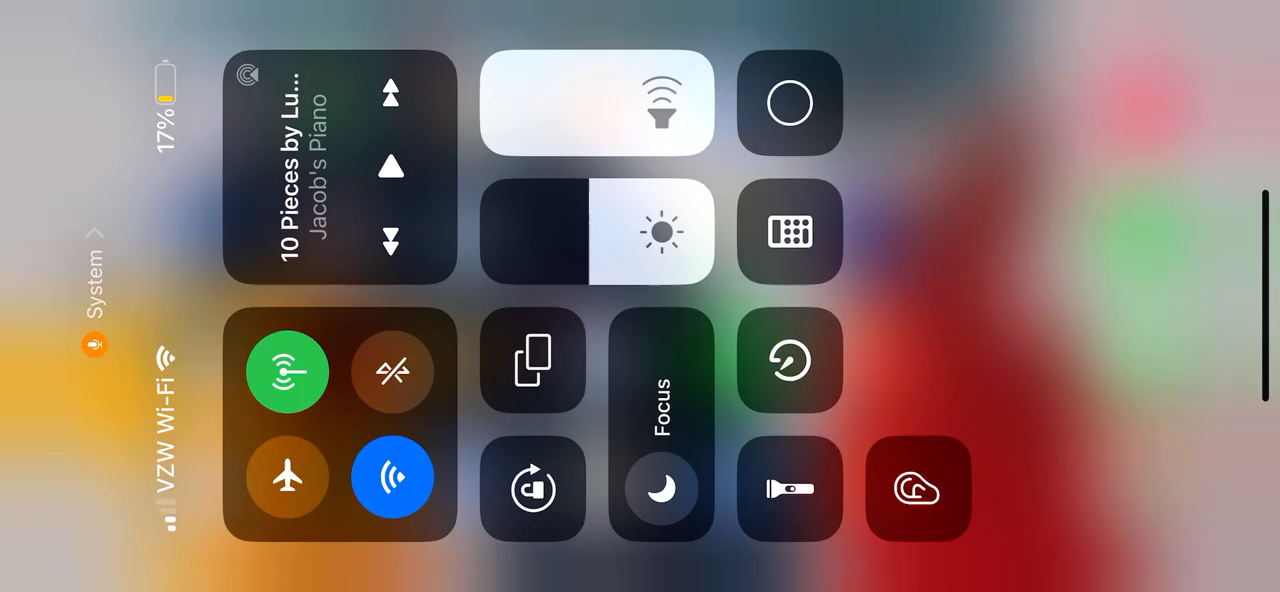 System
VZW Wi-Fi
17%
10 Pieces by Lu...
Jacob's Piano
Focus